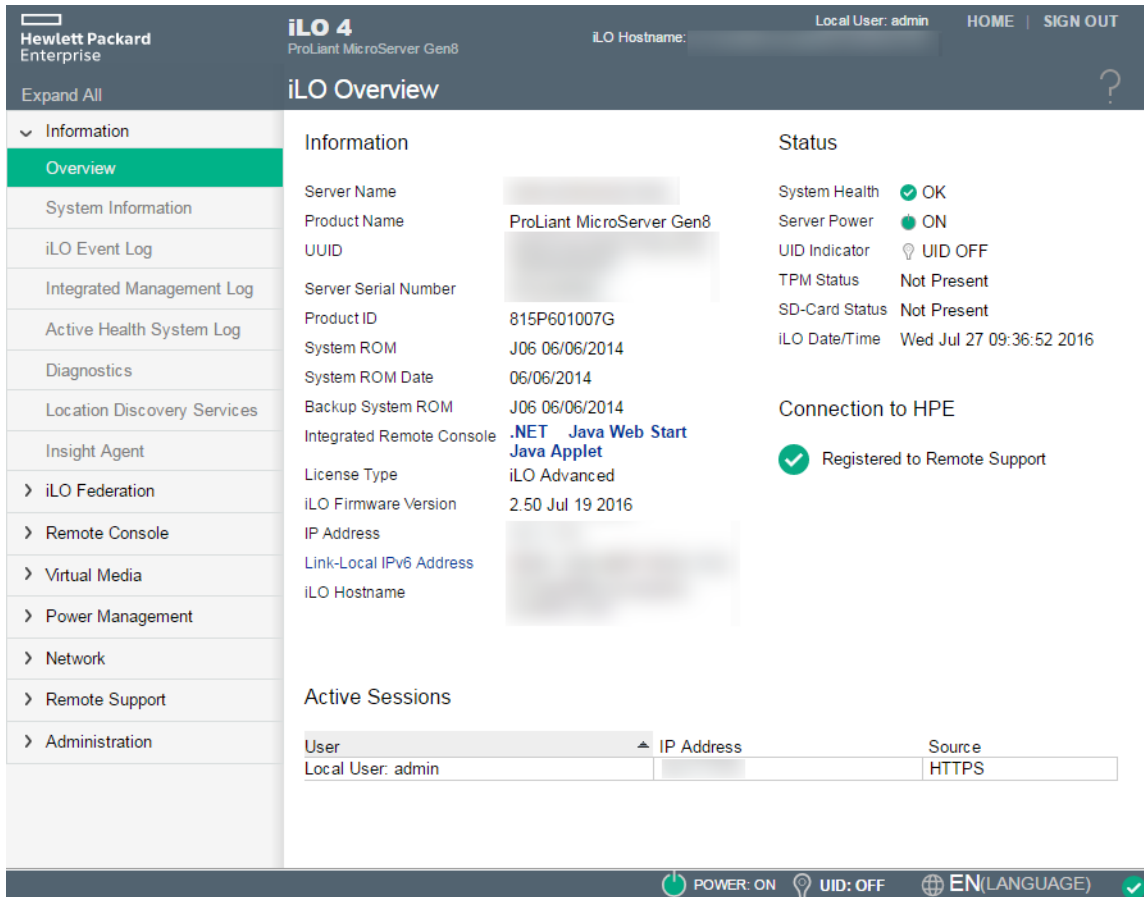 Hewlett Packard
Enterprise
iLO 4
ProLiant MicroServer Gen8
Local User: admin
HOME | SIGN OUT
iLO Hostname:
Expand All
iLO Overview
?
Information
Overview
System Information
iLO Event Log
Integrated Management Log
Active Health System Log
Diagnostics
Location Discovery Services
Insight Agent
iLO Federation
Remote Console
Virtual Media
Power Management
Network
Remote Support
Administration
Information
Server Name
Product Name ProLiant MicroServer Gen8
UUID
Server Serial Number
Product ID 815P601007G
System ROM J06 06/06/2014
System ROM Date 06/06/2014
Backup System ROM J06 06/06/2014
Integrated Remote Console .NET Java Web Start
Java Applet
License Type iLO Advanced
iLO Firmware Version 2.50 Jul 19 2016
IP Address
Link-Local IPv6 Address
iLO Hostname
Status
System Health OK
Server Power ON
UID Indicator UID OFF
TPM Status Not Present
SD-Card Status Not Present
iLO Date/Time Wed Jul 27 09:36:52 2016
Connection to HPE
Registered to Remote Support
Active Sessions
User IP Address Source
Local User: admin HTTPS
POWER: ON UID: OFF EN(LANGUAGE)